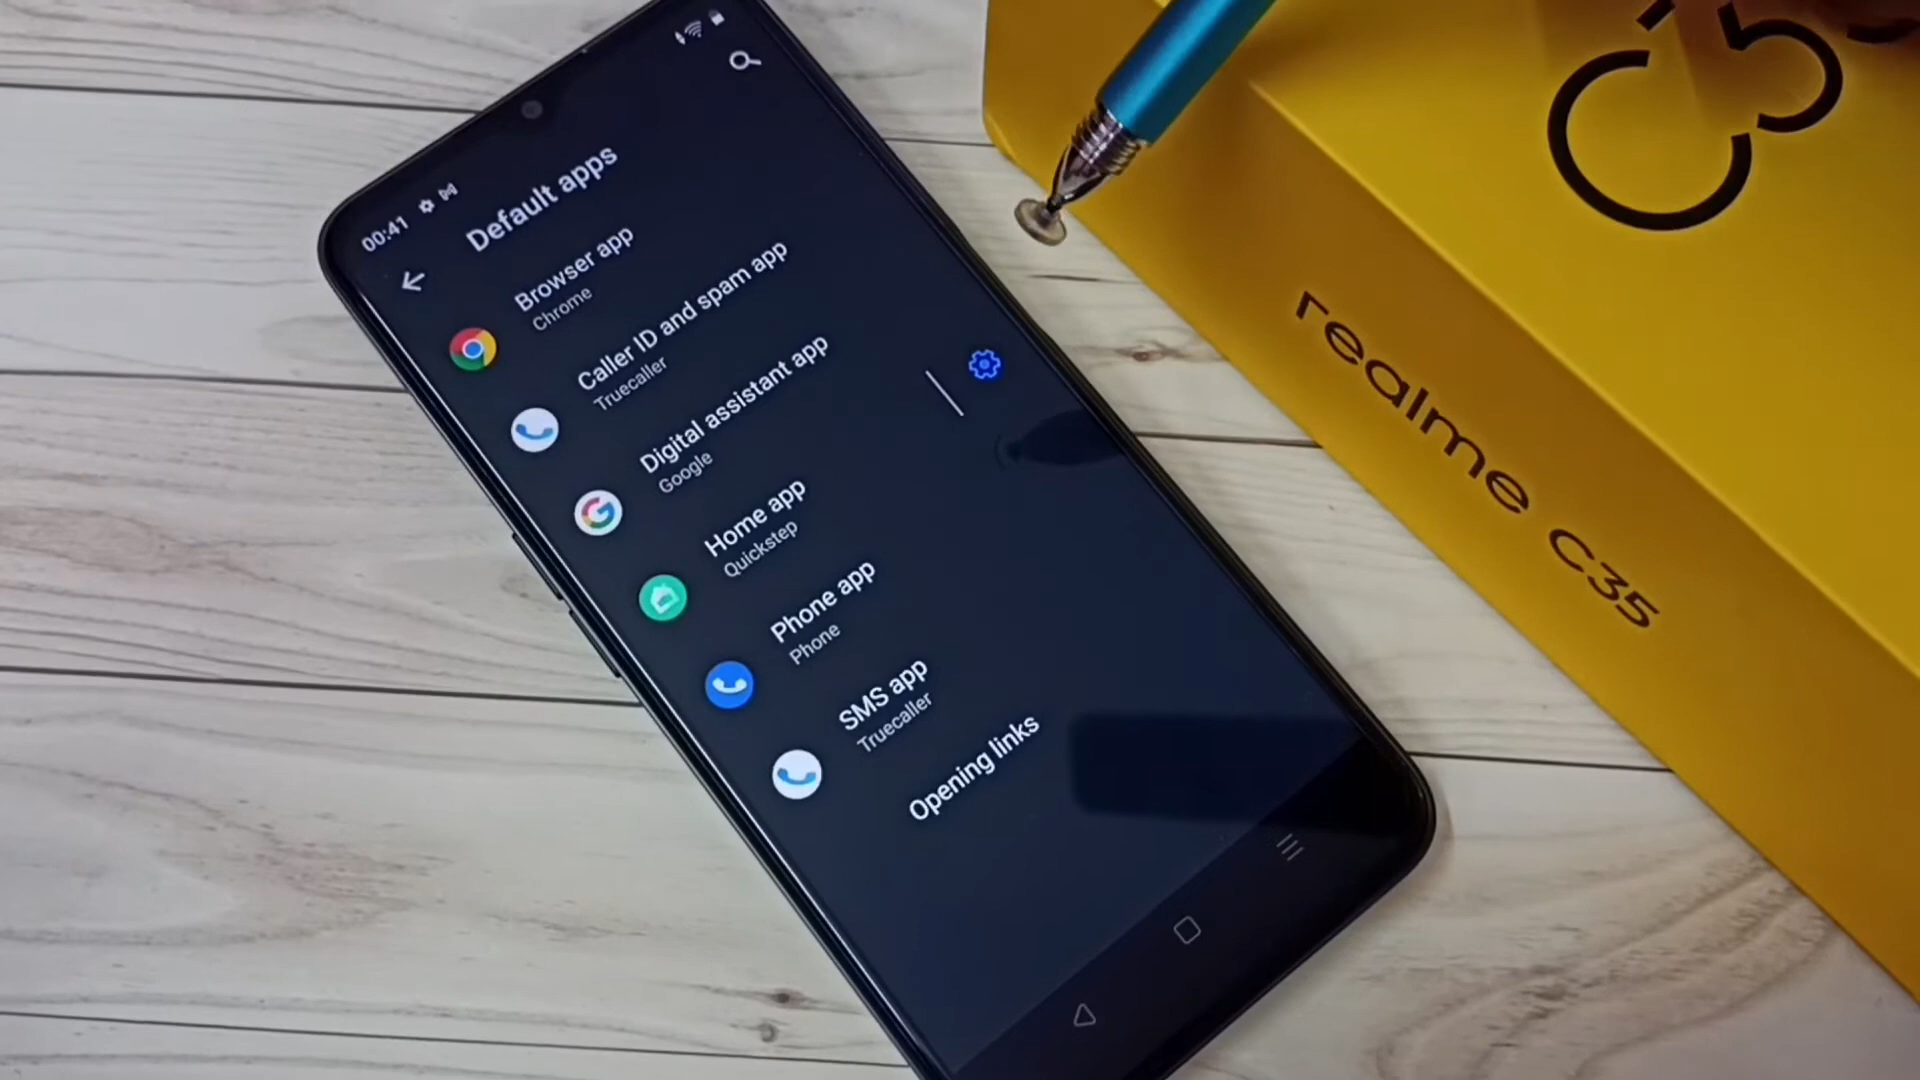 00:41
Default apps
Browser app
Chrome
Caller ID and spam app
Truecaller
Digital assistant app
Google
Home app
Quickstep
Phone app
Phone
SMS app
Truecaller
Opening links
C35
realme C35